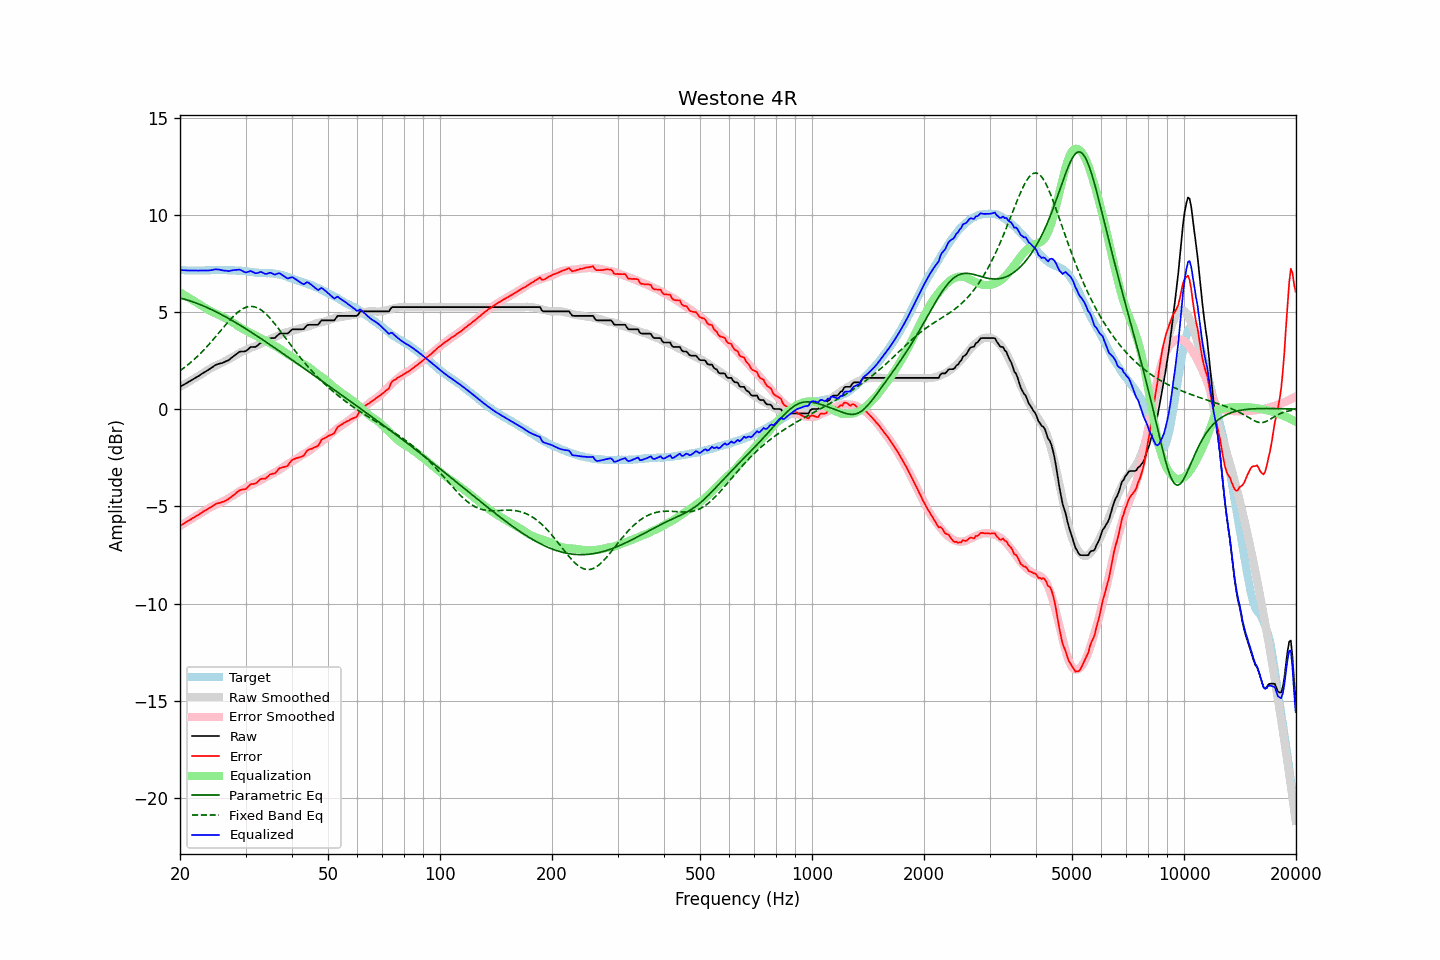 Westone 4R
15
10
5
0
−5
−10
−15
−20
Amplitude (dBr)
Target
Raw Smoothed
Error Smoothed
Raw
Error
Equalization
Parametric Eq
Fixed Band Eq
Equalized
20
50
100
200
500
1000
2000
5000
10000
20000
Frequency (Hz)